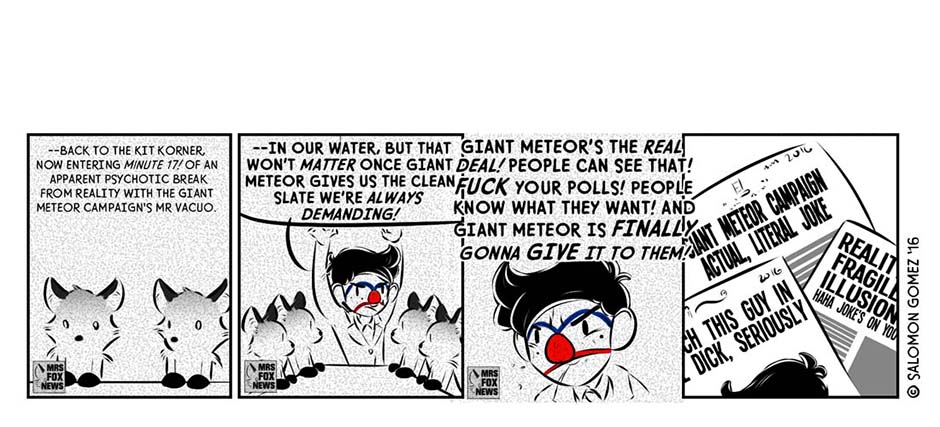 --BACK TO THE KIT KORNER,
NOW ENTERING MINUTE 17! OF AN
APPARENT PSYCHOTIC BREAK
FROM REALITY WITH THE GIANT
METEOR CAMPAIGN'S MR VACUO.
MRS
FOX
NEWS
--IN OUR WATER, BUT THAT
WON'T MATTER ONCE GIANT
METEOR GIVES US THE CLEAN
SLATE WE'RE ALWAYS
DEMANDING!
MRS
FOX
NEWS
GIANT METEOR'S THE REAL
DEAL! PEOPLE CAN SEE THAT!
FUCK YOUR POLLS! PEOPLE
KNOW WHAT THEY WANT! AND
GIANT METEOR IS FINALLY
GONNA GIVE IT TO THEM!
MRS
FOX
NEWS
2016
GIANT METEOR CAMPAIGN
ACTUAL, LITERAL JOKE
REALIT
FRAGILE
ILLUSION
HAHA JOKE'S ON YOU
2016
CH THIS GUY IN
DICK, SERIOUSLY
© SALOMON GOMEZ '16